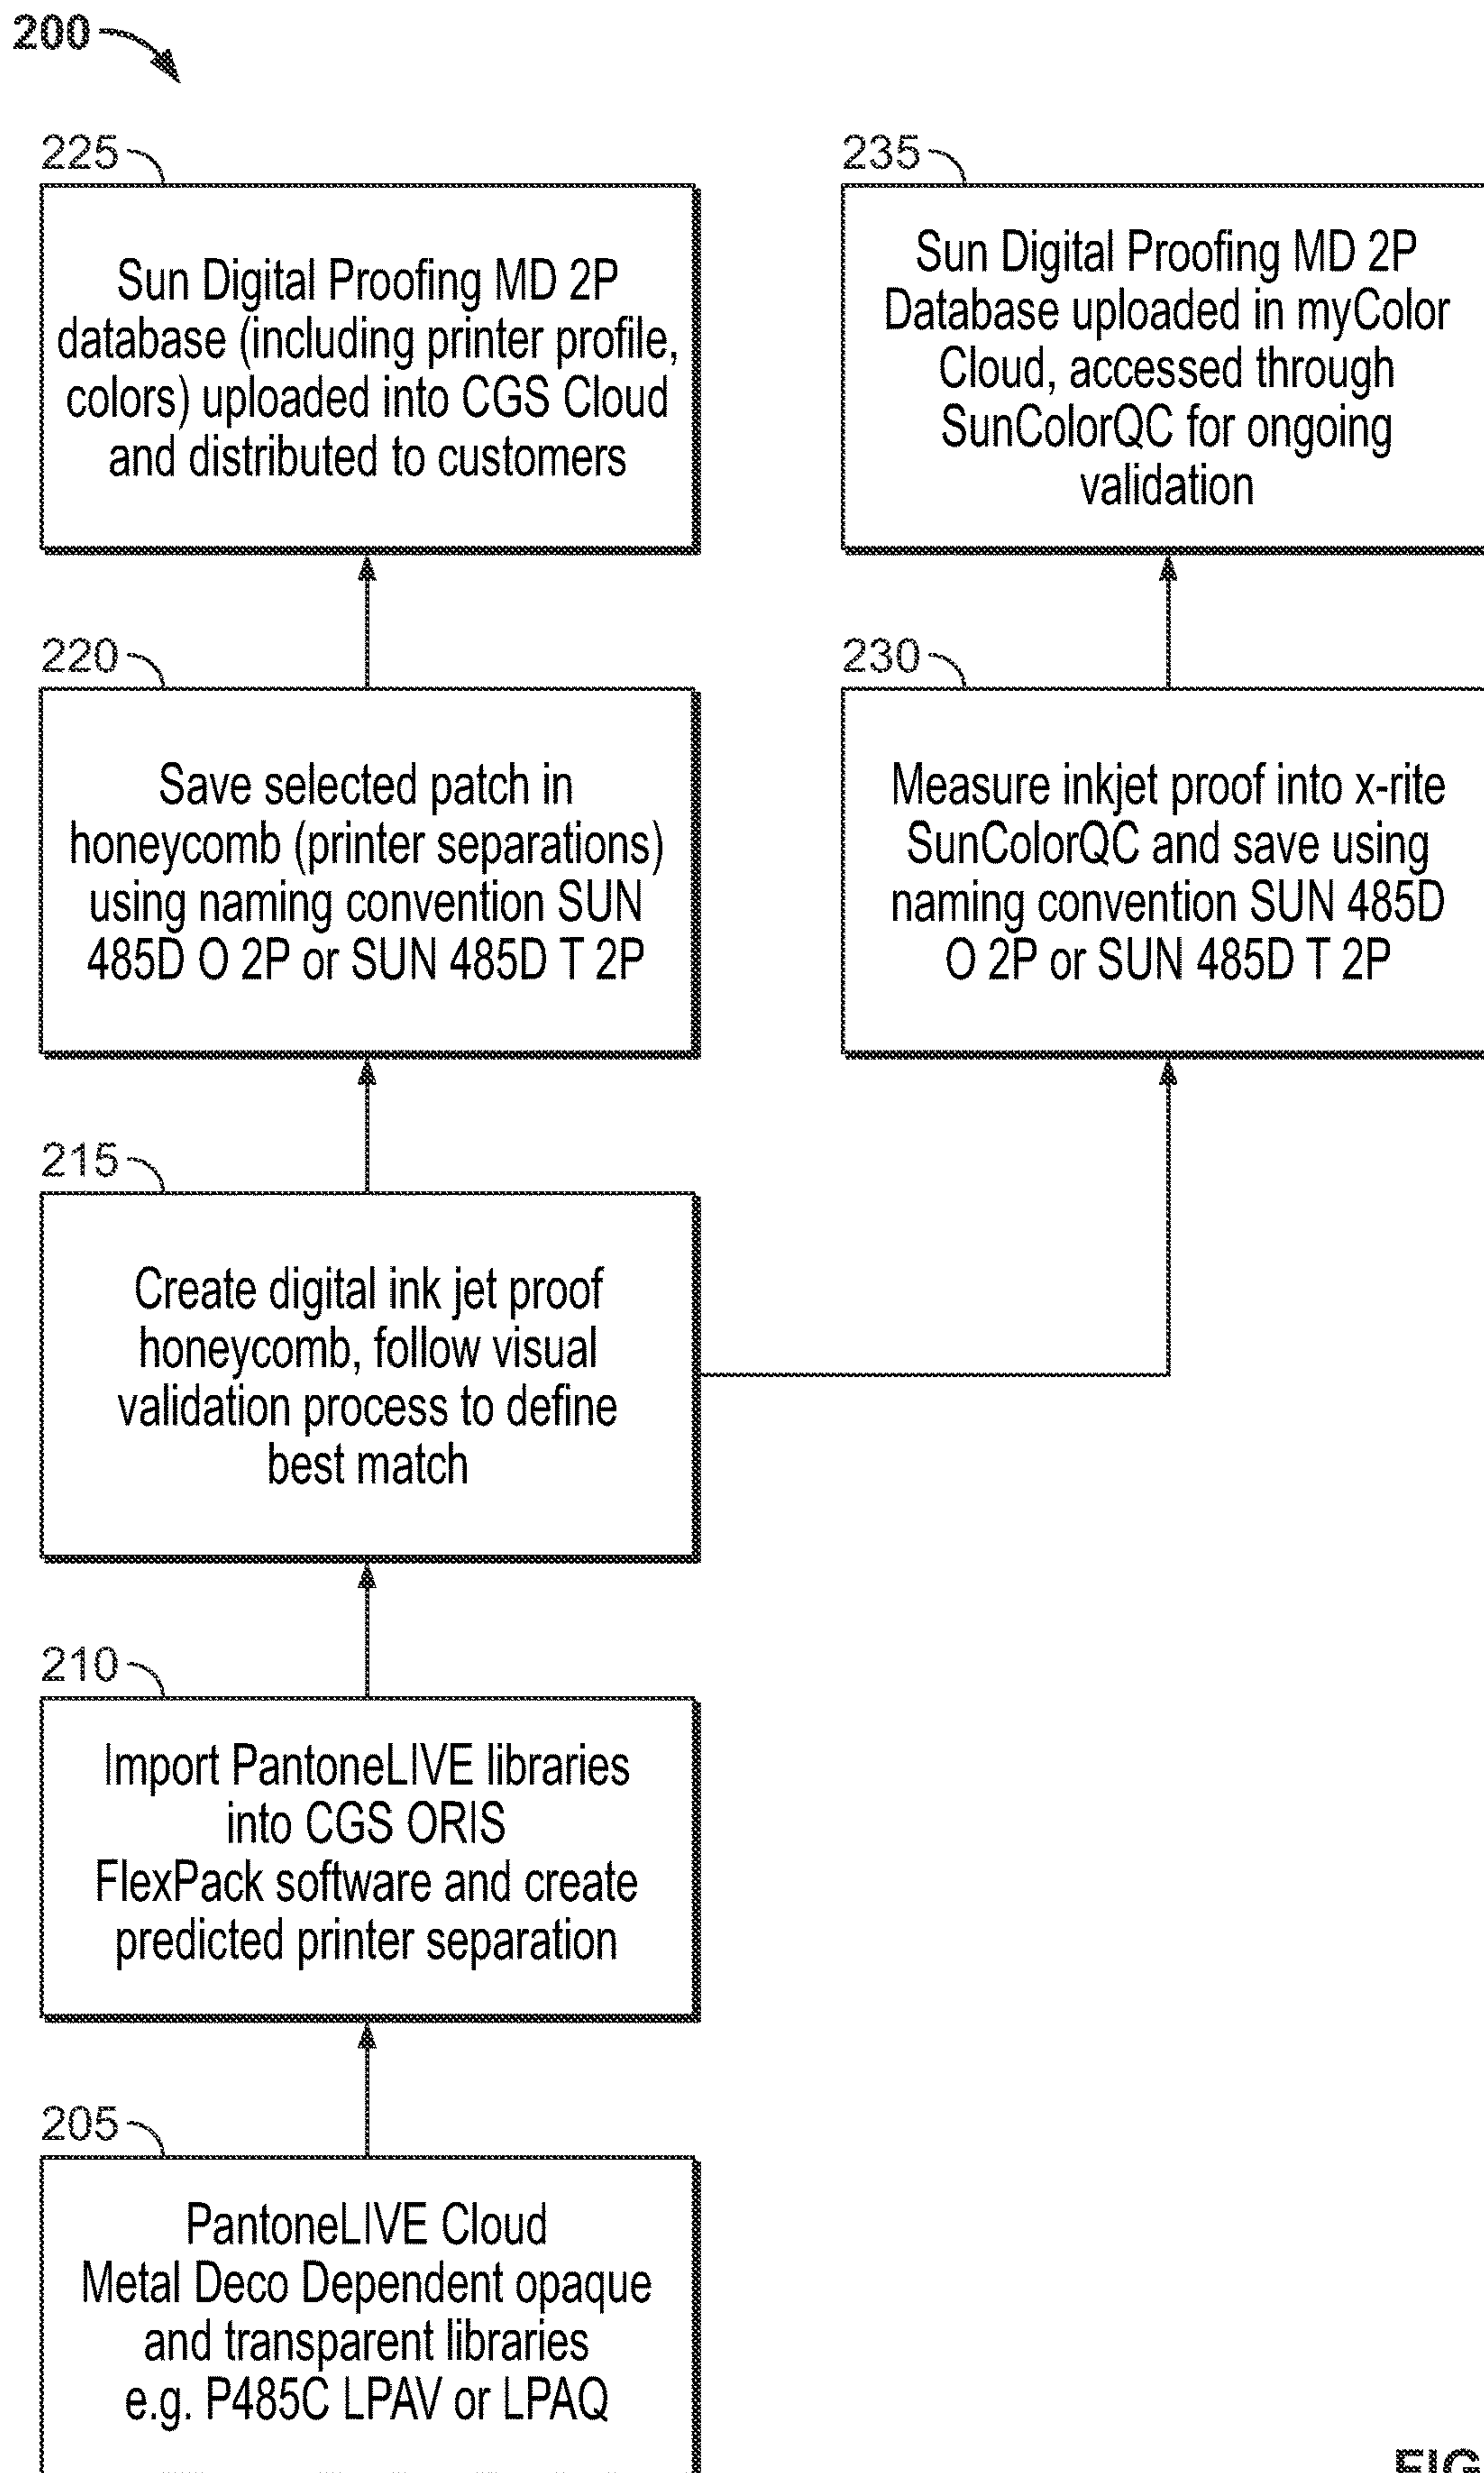 200
225
Sun Digital Proofing MD 2P
database (including printer profile,
colors) uploaded into CGS Cloud
and distributed to customers
235
Sun Digital Proofing MD 2P
Database uploaded in myColor
Cloud, accessed through
SunColorQC for ongoing
validation
220
Save selected patch in
honeycomb (printer separations)
using naming convention SUN
485D O 2P or SUN 485D T 2P
230
Measure inkjet proof into x-rite
SunColorQC and save using
naming convention SUN 485D
O 2P or SUN 485D T 2P
215
Create digital ink jet proof
honeycomb, follow visual
validation process to define
best match
210
Import PantoneLIVE libraries
into CGS ORIS
FlexPack software and create
predicted printer separation
205
PantoneLIVE Cloud
Metal Deco Dependent opaque
and transparent libraries
e.g. P485C LPAV or LPAQ
FIG